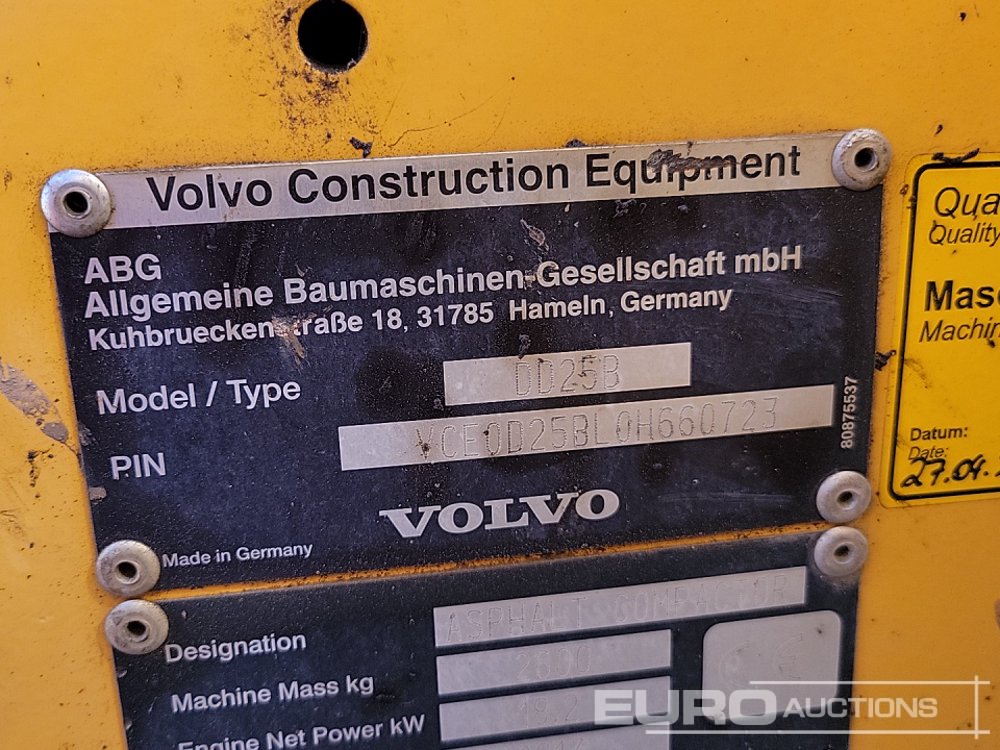 Volvo Construction Equipment
ABG
Allgemeine Baumaschinen-Gesellschaft mbH
Kuhbrueckenstraße 18, 31785 Hameln, Germany
Model / Type DD25B
PIN VCE0D25BL0H660723
80875537
VOLVO
Made in Germany
Designation ASPHALT COMPACTOR
Machine Mass kg 2600
Engine Net Power kW
Qua
Quality
Masc
Machin
Datum:
Date:
27.04.
EURO AUCTIONS